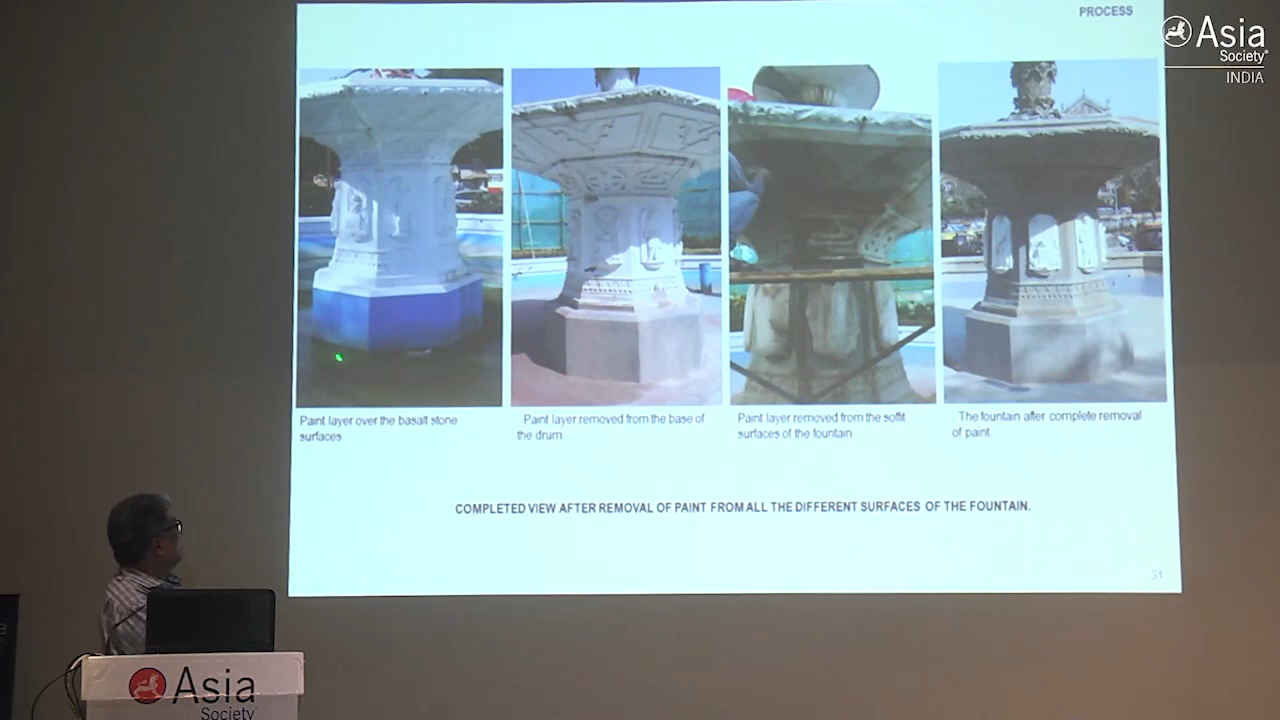 PROCESS
Asia
Society
INDIA
Paint layer over the basalt stone
surfaces
Paint layer removed from the base of
the drum
Paint layer removed from the soffit
surfaces of the fountain
The fountain after complete removal
of paint
COMPLETED VIEW AFTER REMOVAL OF PAINT FROM ALL THE DIFFERENT SURFACES OF THE FOUNTAIN.
31
a
Asia
Society